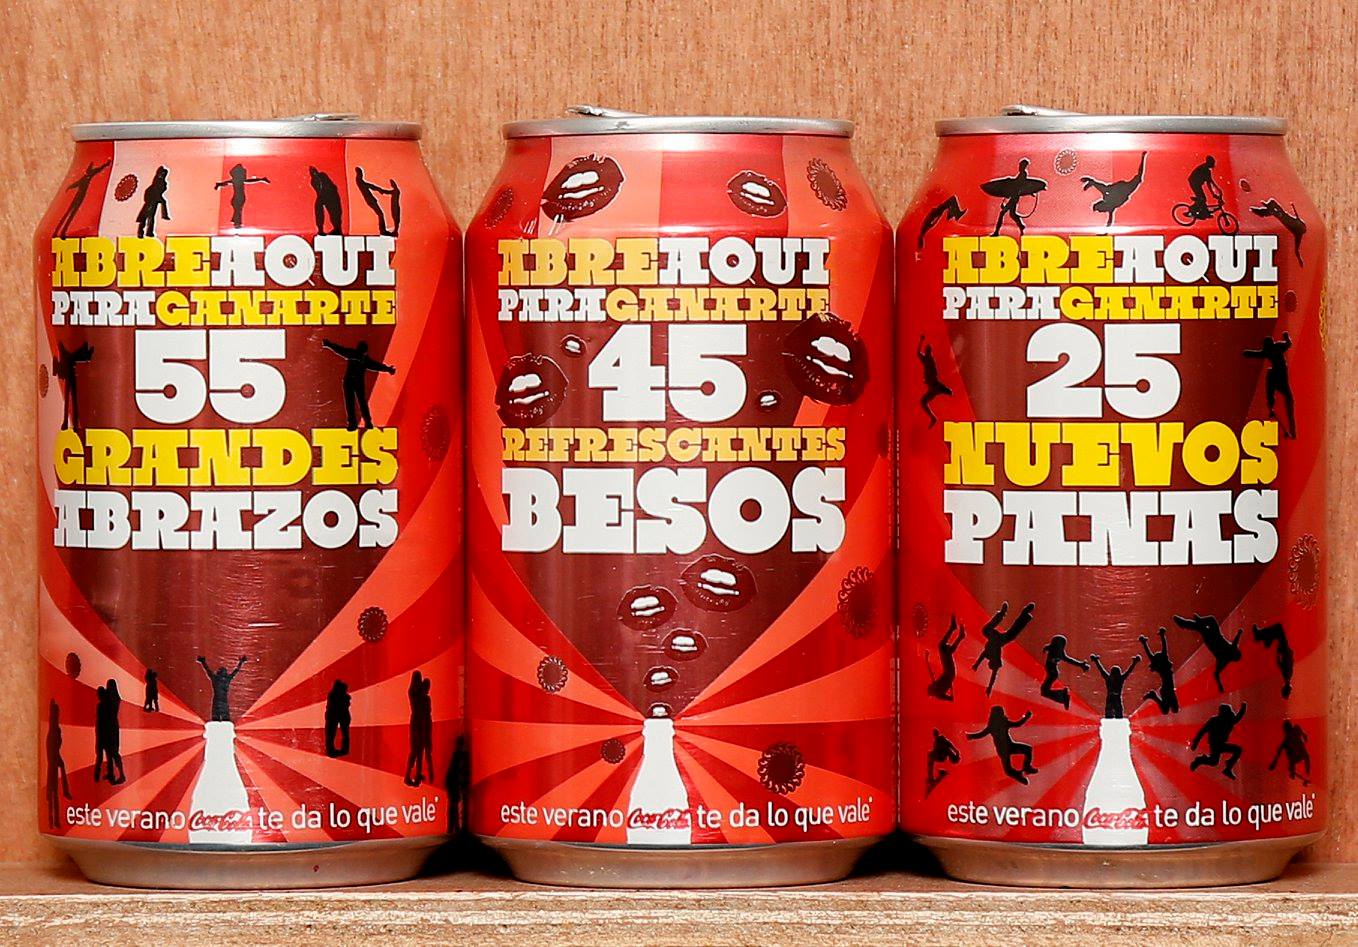 ABREAQUI
PARAGANARTE
55
GRANDES
ABRAZOS
este verano Coca-Cola te da lo que vale*
ABREAQUI
PARAGANARTE
45
REFRESCANTES
BESOS
este verano Coca-Cola te da lo que vale*
ABREAQUI
PARAGANARTE
25
NUEVOS
PANAS
este verano Coca-Cola te da lo que vale*